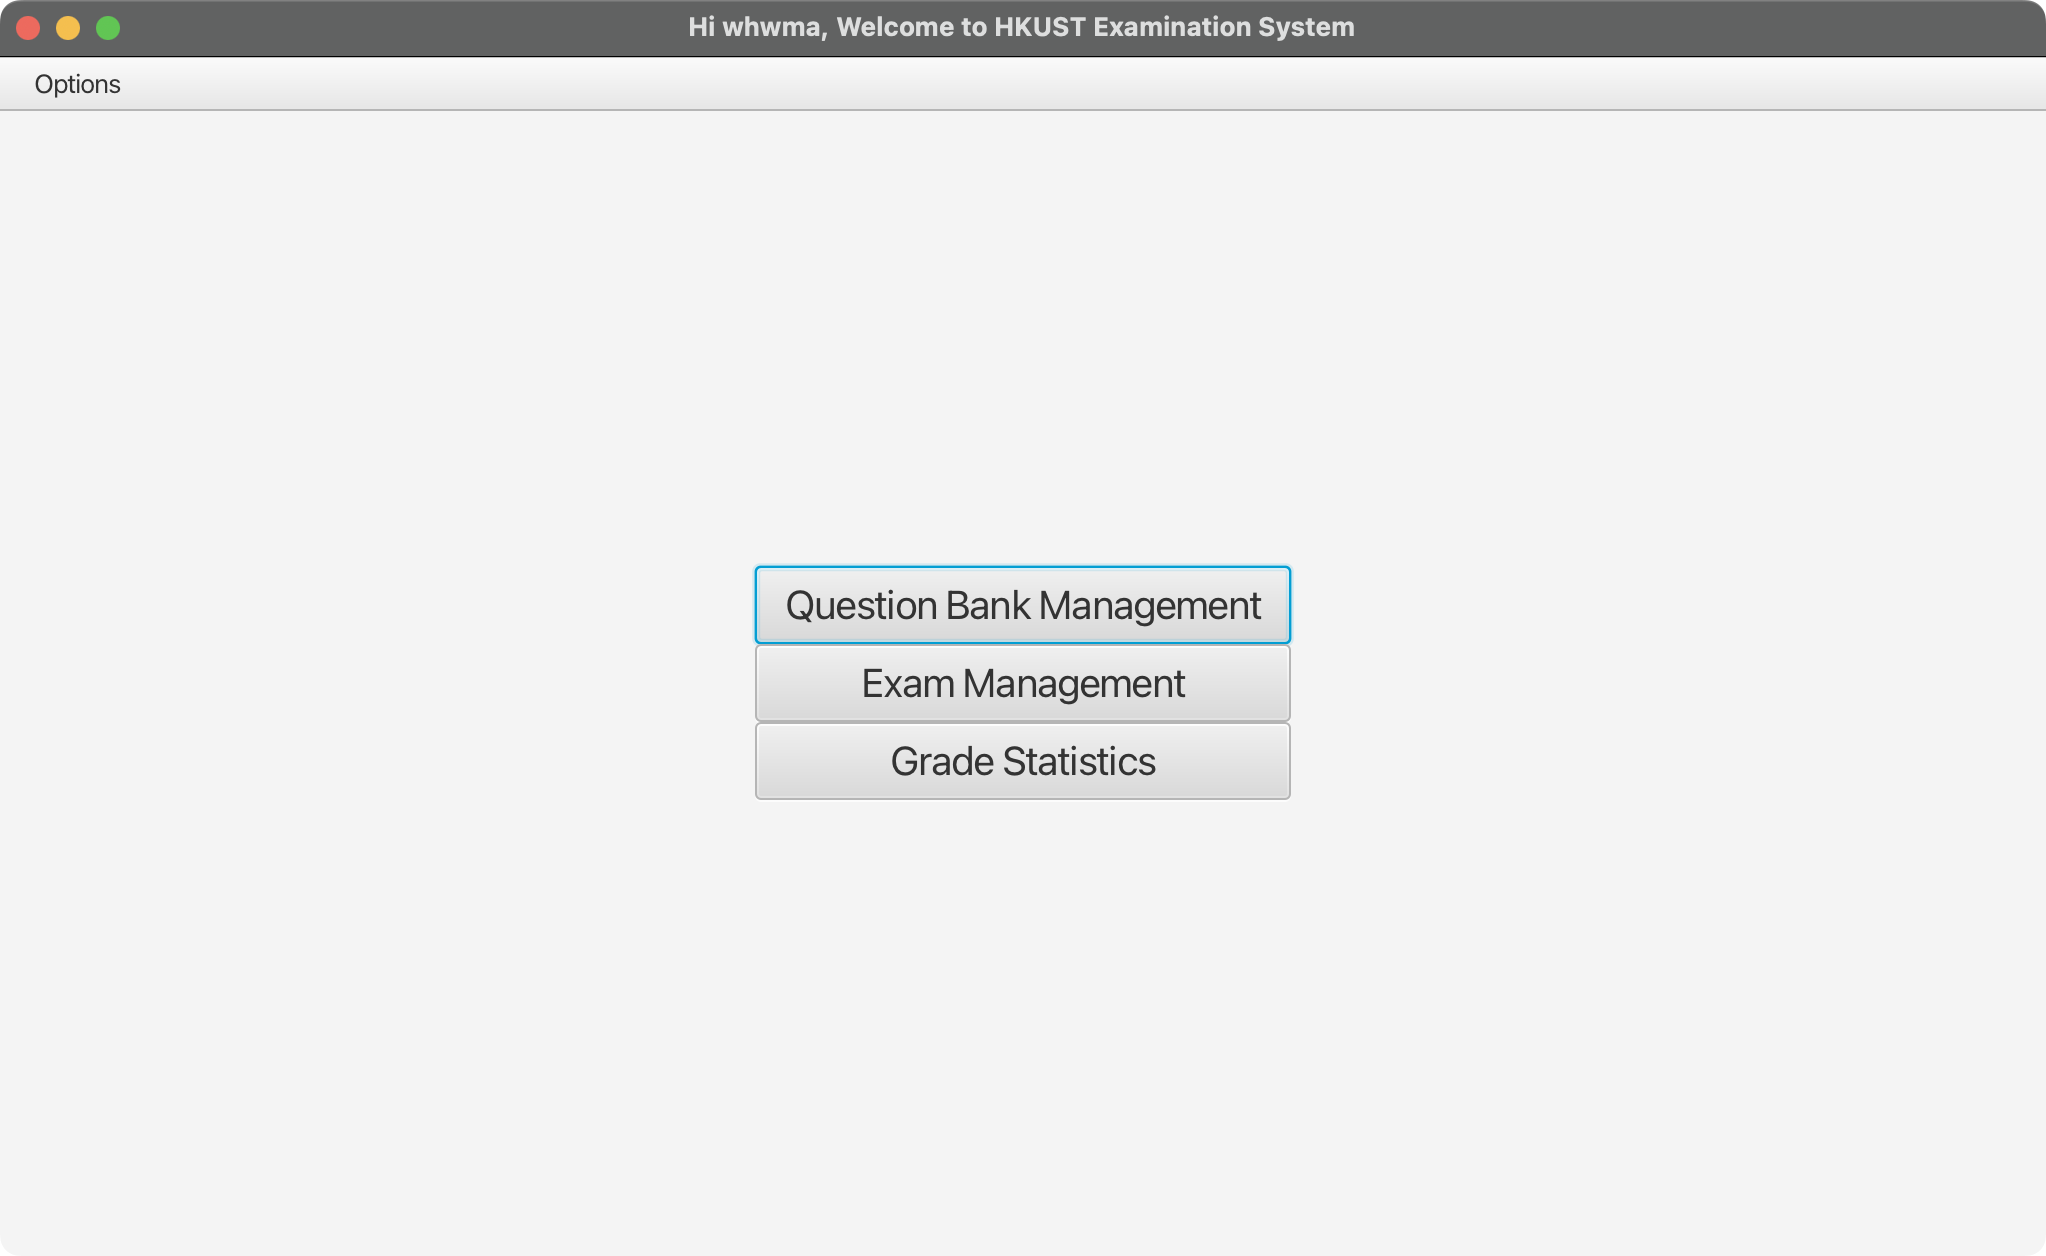 Hi whwma, Welcome to HKUST Examination System
Options
Question Bank Management
Exam Management
Grade Statistics